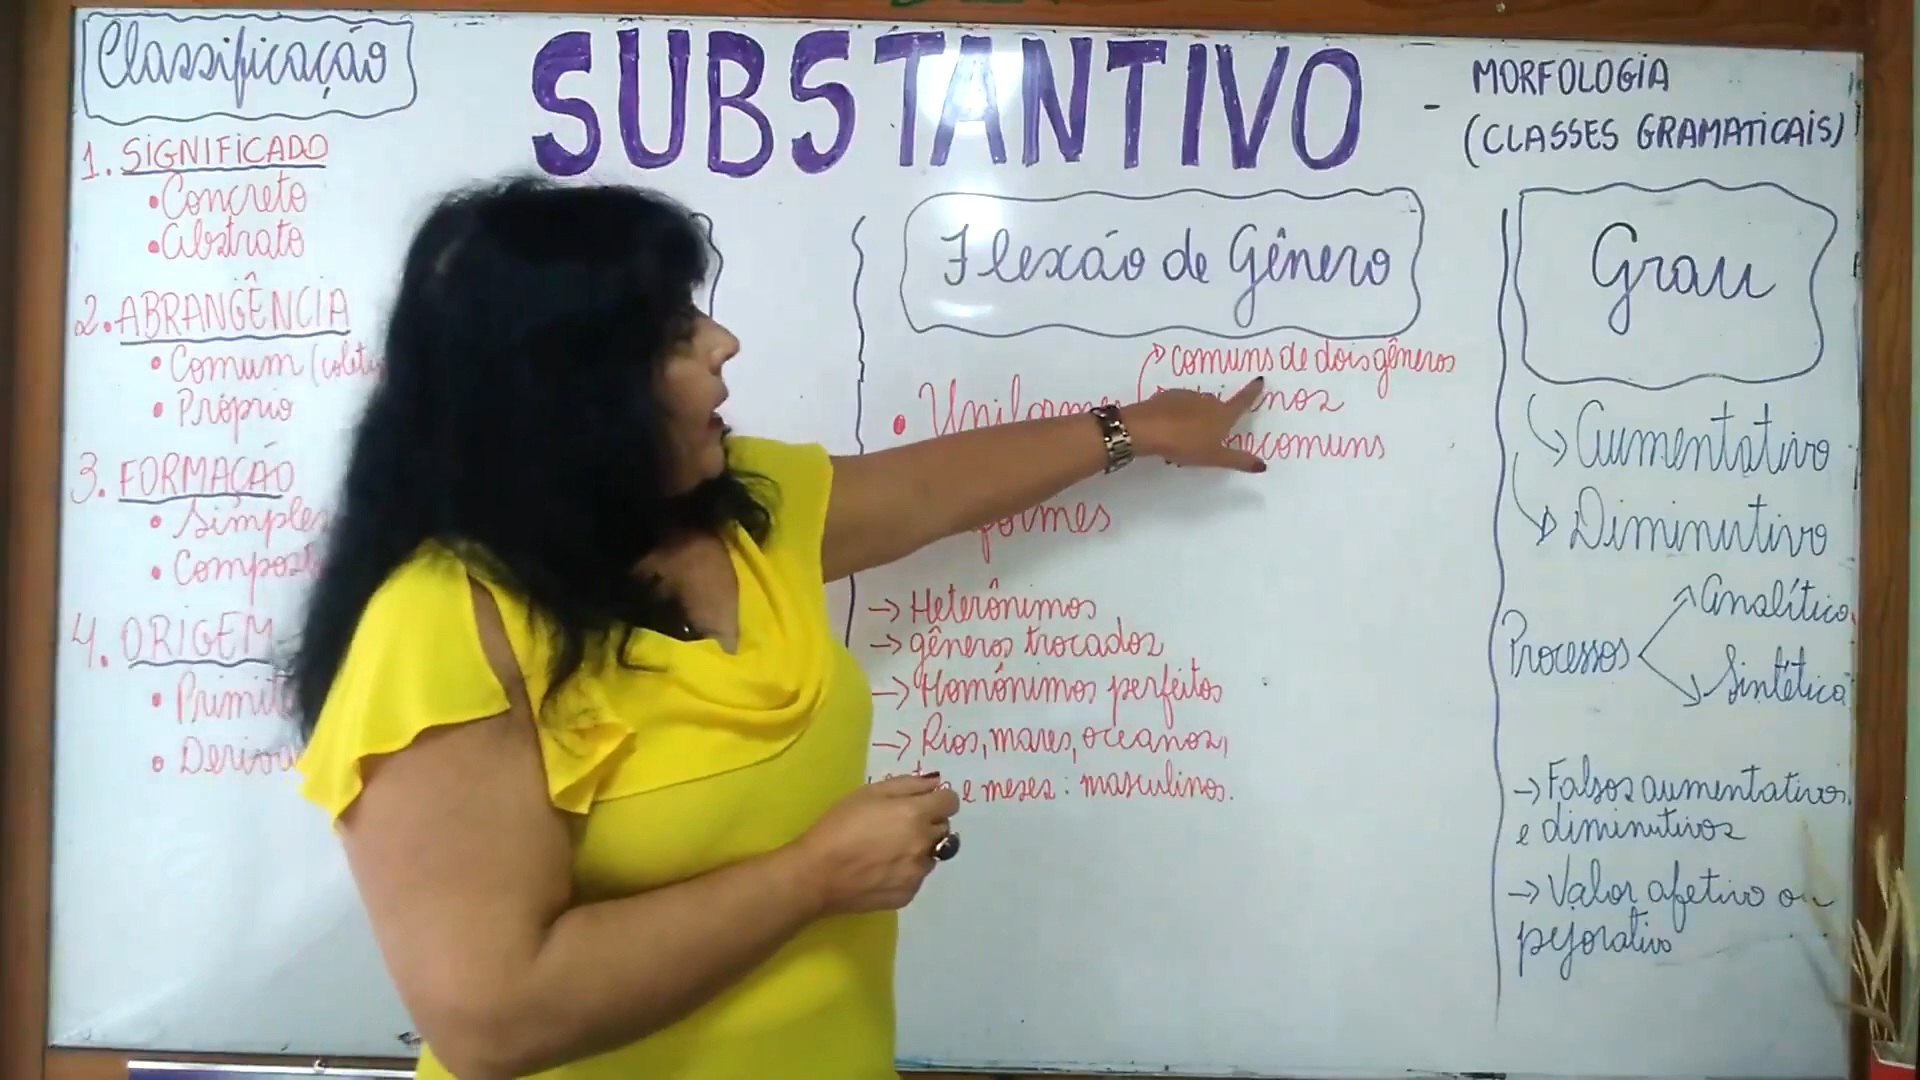 Classificação
SUBSTANTIVO - MORFOLOGIA
(CLASSES GRAMATICAIS)
1. SIGNIFICADO
• Concreto
• Abstrato
2. ABRANGÊNCIA
• Comum
• Próprio
3. FORMAÇÃO
• Simples
4. ORIGEM
Flexão de Gênero
→ comuns de dois gêneros
• Uniforme
→ Heterônimos
→ gêneros trocados
→ Homônimos perfeitos
→ Rios, mares, oceanos,
e meses: masculinos.
Grau
→ Aumentativo
→ Diminutivo
Processos
→ Analítico
→ Sintético
→ Falsos aumentativos
e diminutivos
→ Valor afetivo ou
pejorativo